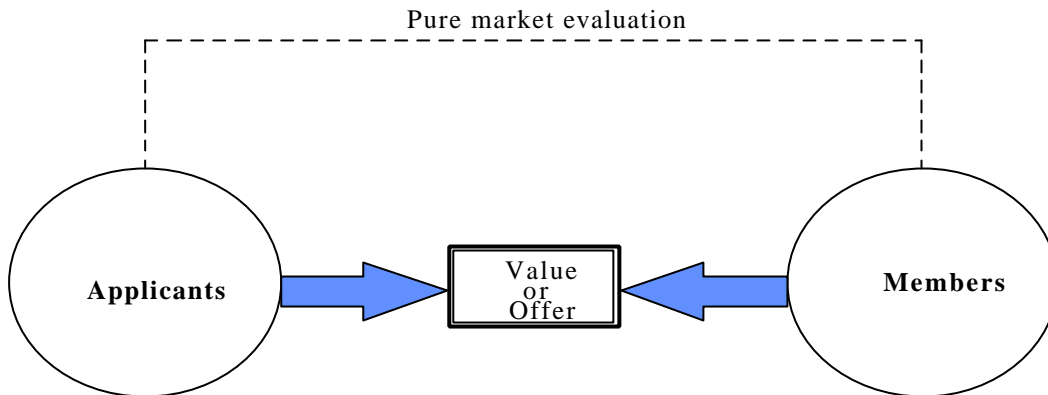 Pure market evaluation
Applicants
Value
or
Offer
Members